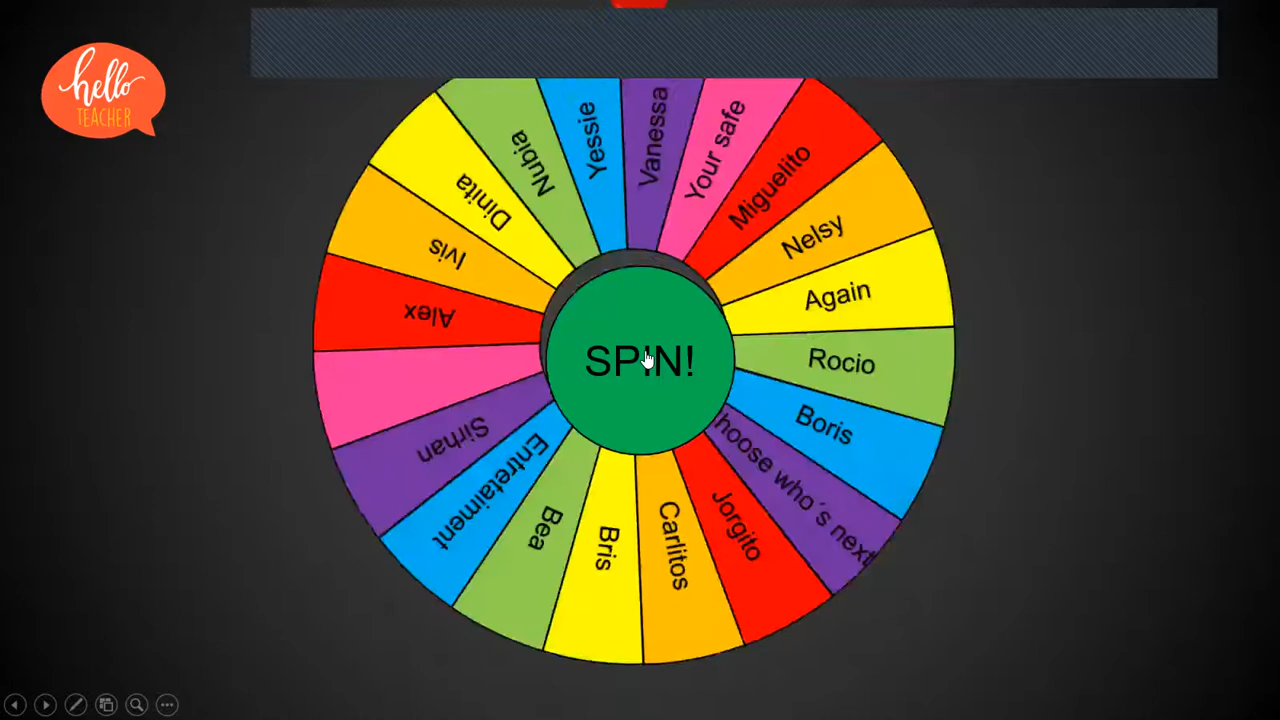 hello
TEACHER
Yessie
Vanessa
Your safe
Miguelito
Nelsy
Again
Rocio
Boris
hoose who´s next
Jorgito
Carlitos
Bris
Bea
Entretaiment
Sirhan
Alex
Ivis
Dinita
Nubia
SPIN!